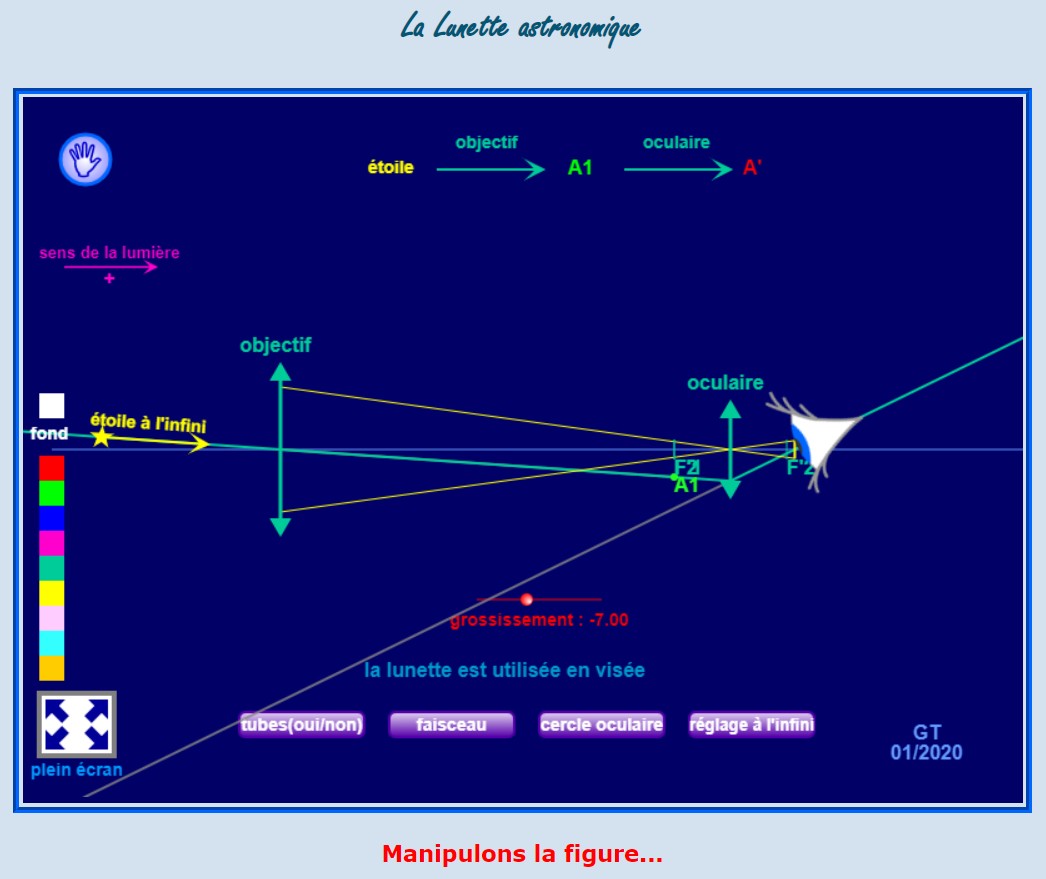 La Lunette astronomique
objectif
oculaire
étoile
A1
A'
sens de la lumière
+
objectif
oculaire
étoile à l'infini
fond
F2
F'2
A1
grossissement : -7.00
la lunette est utilisée en visée
tubes(oui/non)
faisceau
cercle oculaire
réglage à l'infini
GT
01/2020
plein écran
Manipulons la figure...